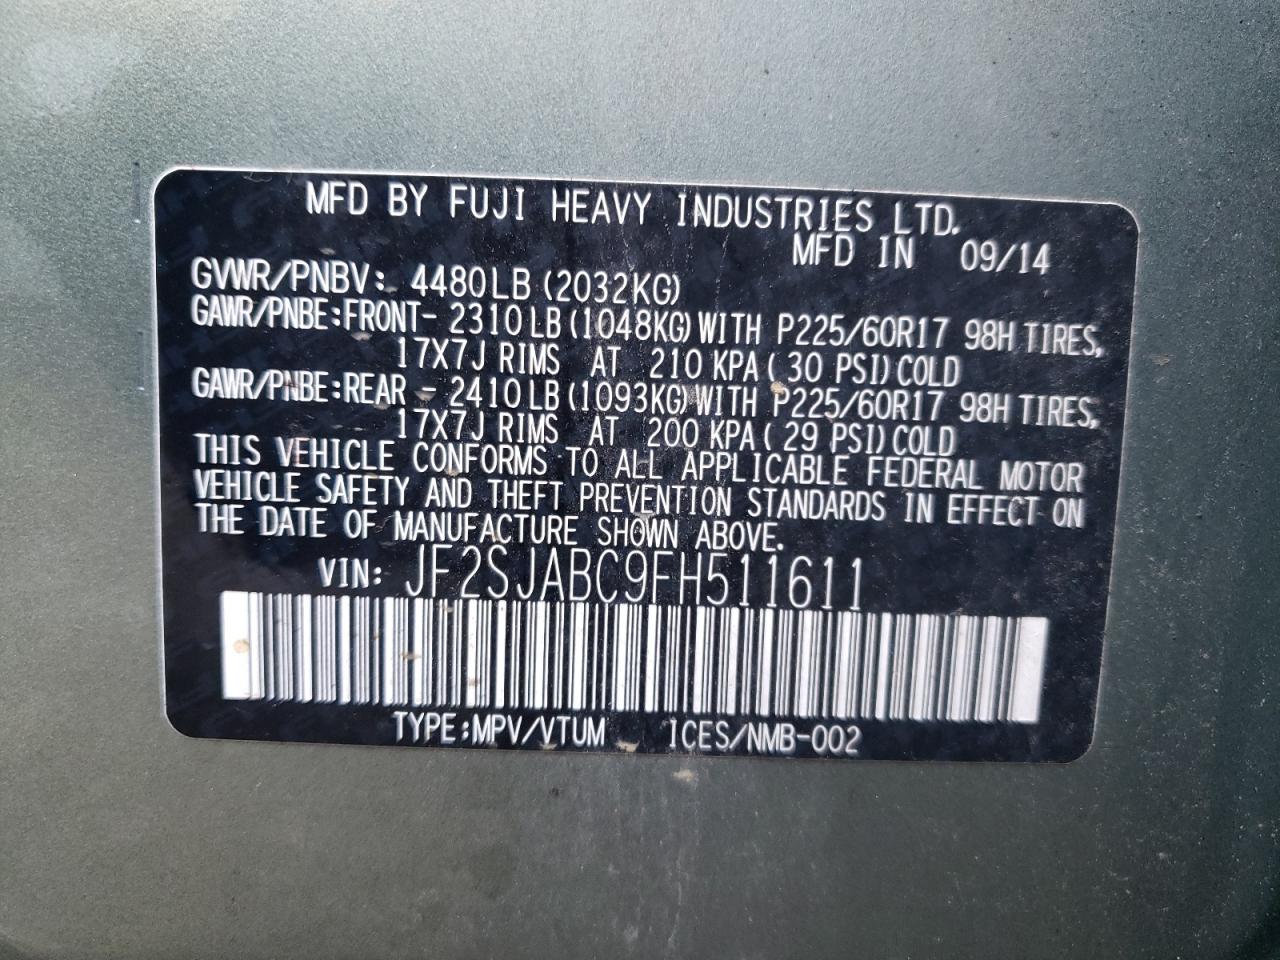 MFD BY FUJI HEAVY INDUSTRIES LTD.
MFD IN 09/14
GVWR/PNBV: 4480LB (2032KG)
GAWR/PNBE:FRONT- 2310LB(1048KG)WITH P225/60R17 98H TIRES,
17X7J RIMS AT 210 KPA( 30 PSI)COLD
GAWR/PNBE:REAR - 2410LB(1093KG)WITH P225/60R17 98H TIRES,
17X7J RIMS AT 200 KPA( 29 PSI)COLD
THIS VEHICLE CONFORMS TO ALL APPLICABLE FEDERAL MOTOR
VEHICLE SAFETY AND THEFT PREVENTION STANDARDS IN EFFECT ON
THE DATE OF MANUFACTURE SHOWN ABOVE.
VIN: JF2SJABC9FH511611
TYPE:MPV/VTUM ICES/NMB-002